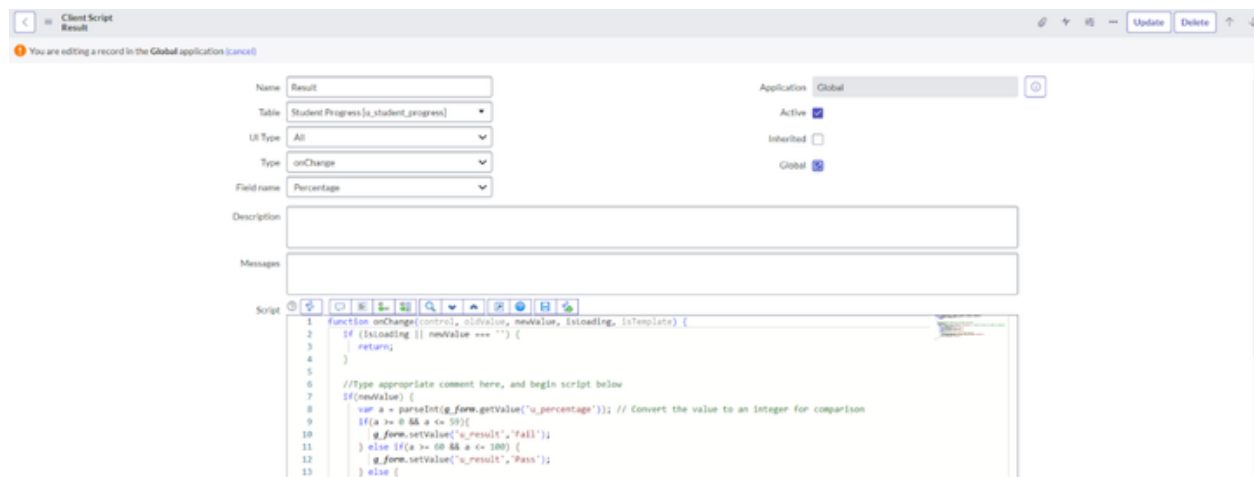 Client Script
Result
Update
Delete
You are editing a record in the Global application (cancel)
Name
Result
Application
Global
Table
Student Progress [u_student_progress]
Active
UI Type
All
Inherited
Type
onChange
Global
Field name
Percentage
Description
Messages
Script
1 function onChange(control, oldValue, newValue, isLoading, isTemplate) {
2 if (isLoading || newValue === '') {
3 return;
4 }
5
6 //Type appropriate comment here, and begin script below
7 if(newValue) {
8 var a = parseInt(g_form.getValue('u_percentage')); // Convert the value to an integer for comparison
9 if(a >= 0 && a <= 59){
10 g_form.setValue('u_result','Fail');
11 } else if(a >= 60 && a <= 100) {
12 g_form.setValue('u_result','Pass');
13 } else {